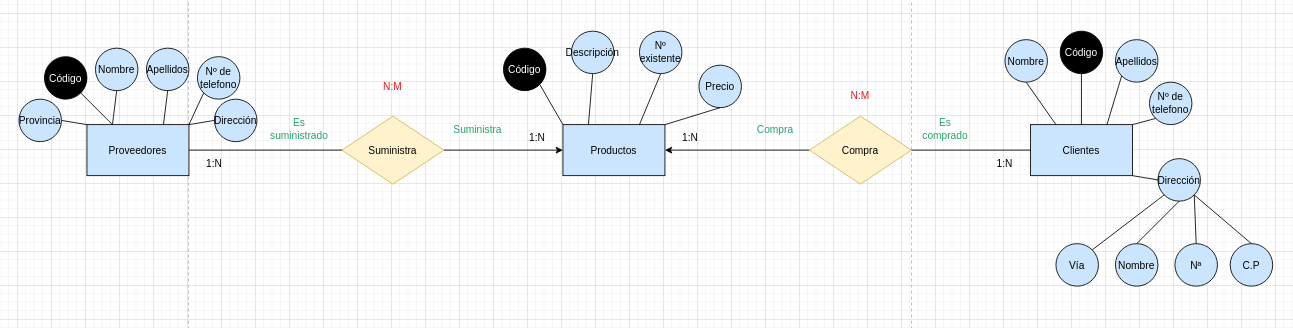 Provincia
Código
Nombre
Apellidos
Nº de
telefono
Dirección
Proveedores
1:N
Es
suministrado
N:M
Suministra
Suministra
1:N
Código
Descripción
Nº
existente
Precio
Productos
1:N
Compra
N:M
Compra
Es
comprado
1:N
Nombre
Código
Apellidos
Nº de
telefono
Clientes
Dirección
Vía
Nombre
Nª
C.P